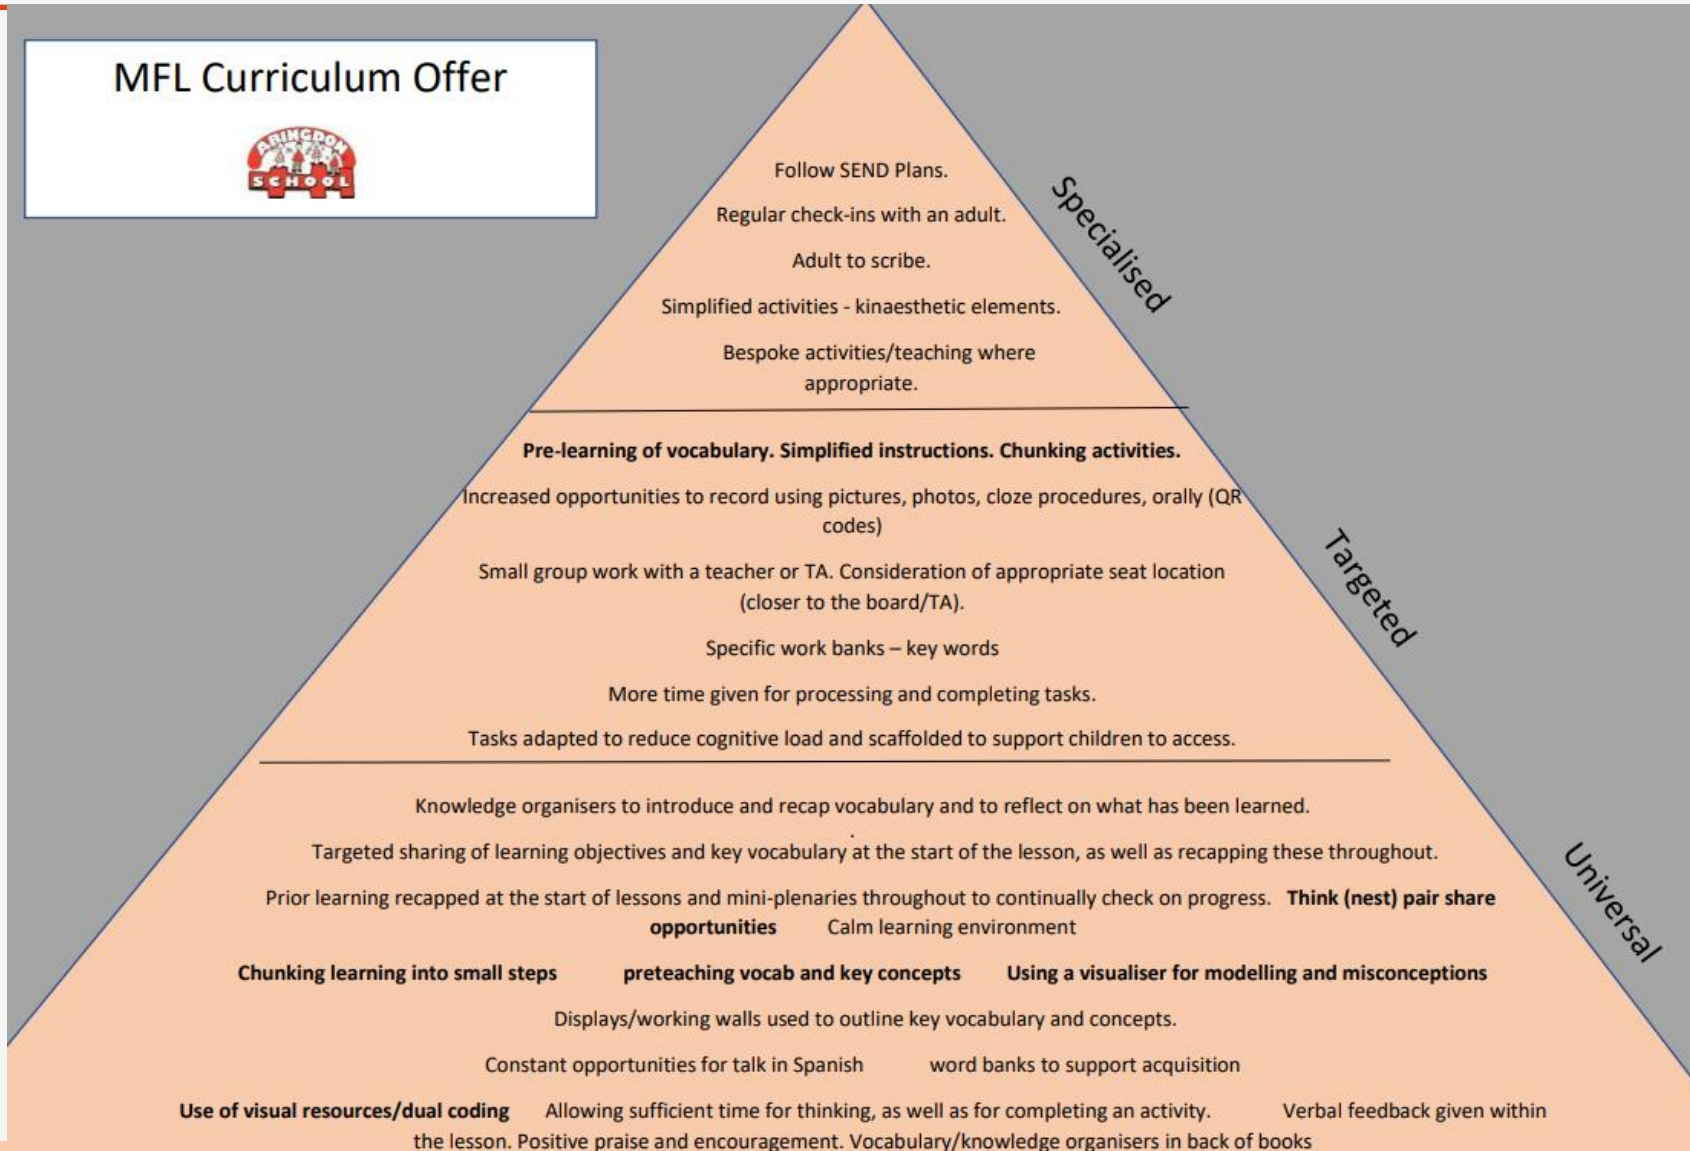 MFL Curriculum Offer
ABINGDON
SCHOOL
Follow SEND Plans.
Regular check-ins with an adult.
Adult to scribe.
Simplified activities - kinaesthetic elements.
Bespoke activities/teaching where
appropriate.
Specialised
Pre-learning of vocabulary. Simplified instructions. Chunking activities.
Increased opportunities to record using pictures, photos, cloze procedures, orally (QR
codes)
Small group work with a teacher or TA. Consideration of appropriate seat location
(closer to the board/TA).
Specific work banks – key words
More time given for processing and completing tasks.
Tasks adapted to reduce cognitive load and scaffolded to support children to access.
Targeted
Knowledge organisers to introduce and recap vocabulary and to reflect on what has been learned.
.
Targeted sharing of learning objectives and key vocabulary at the start of the lesson, as well as recapping these throughout.
Prior learning recapped at the start of lessons and mini-plenaries throughout to continually check on progress. Think (nest) pair share
opportunities Calm learning environment
Chunking learning into small steps preteaching vocab and key concepts Using a visualiser for modelling and misconceptions
Displays/working walls used to outline key vocabulary and concepts.
Constant opportunities for talk in Spanish word banks to support acquisition
Use of visual resources/dual coding Allowing sufficient time for thinking, as well as for completing an activity. Verbal feedback given within
the lesson. Positive praise and encouragement. Vocabulary/knowledge organisers in back of books
Universal